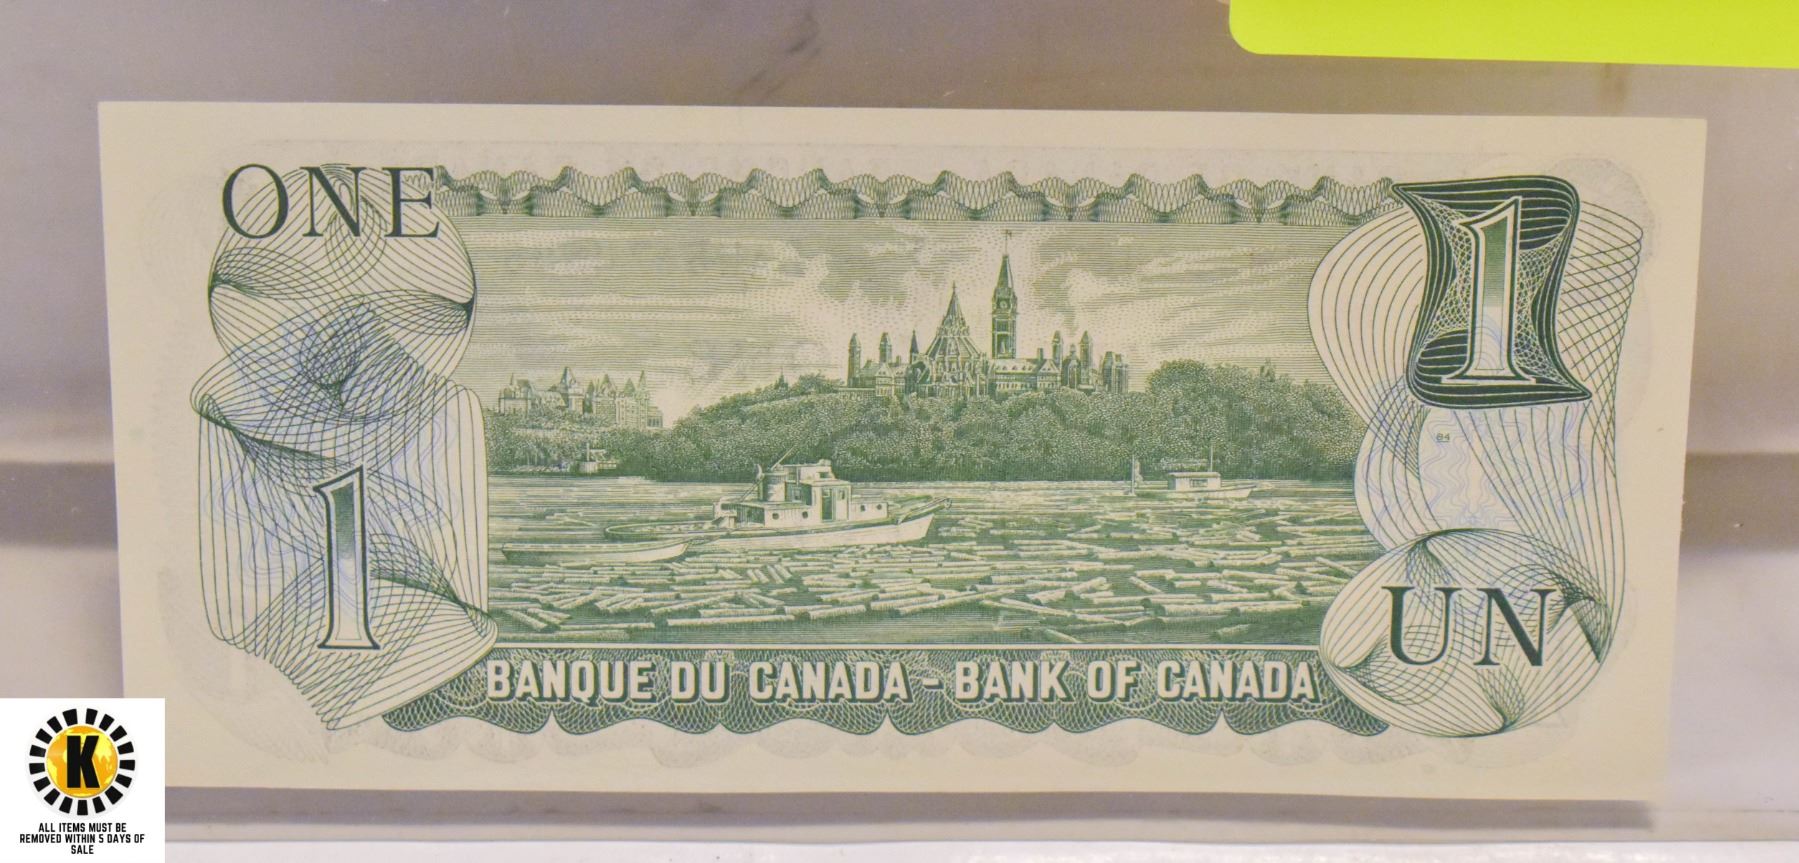 ONE
1
84
1
UN
BANQUE DU CANADA - BANK OF CANADA
K
ALL ITEMS MUST BE
REMOVED WITHIN 5 DAYS OF
SALE